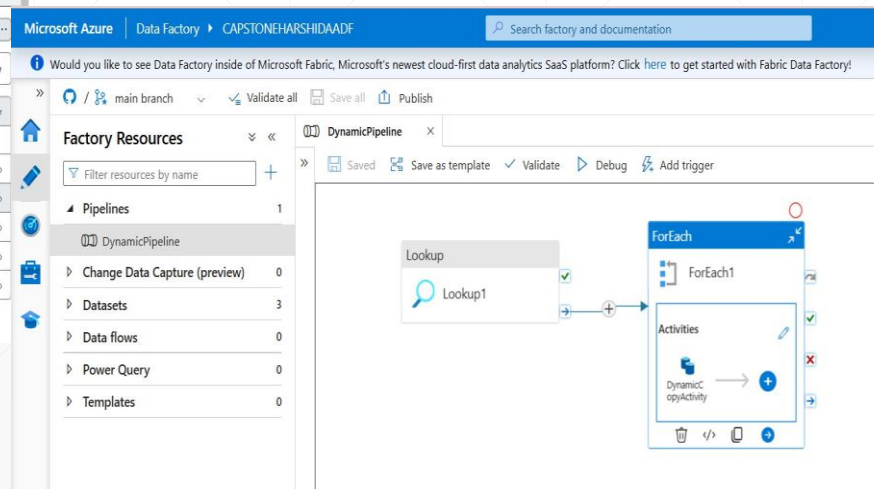 Microsoft Azure Data Factory CAPSTONEHARSHIDAADF Search factory and documentation
Would you like to see Data Factory inside of Microsoft Fabric, Microsoft's newest cloud-first data analytics SaaS platform? Click here to get started with Fabric Data Factory!
/ main branch Validate all Save all Publish
Factory Resources
Filter resources by name
Pipelines 1
DynamicPipeline
Change Data Capture (preview) 0
Datasets 3
Data flows 0
Power Query 0
Templates 0
DynamicPipeline
Saved Save as template Validate Debug Add trigger
Lookup
Lookup1
ForEach
ForEach1
Activities
DynamicC
opyActivity